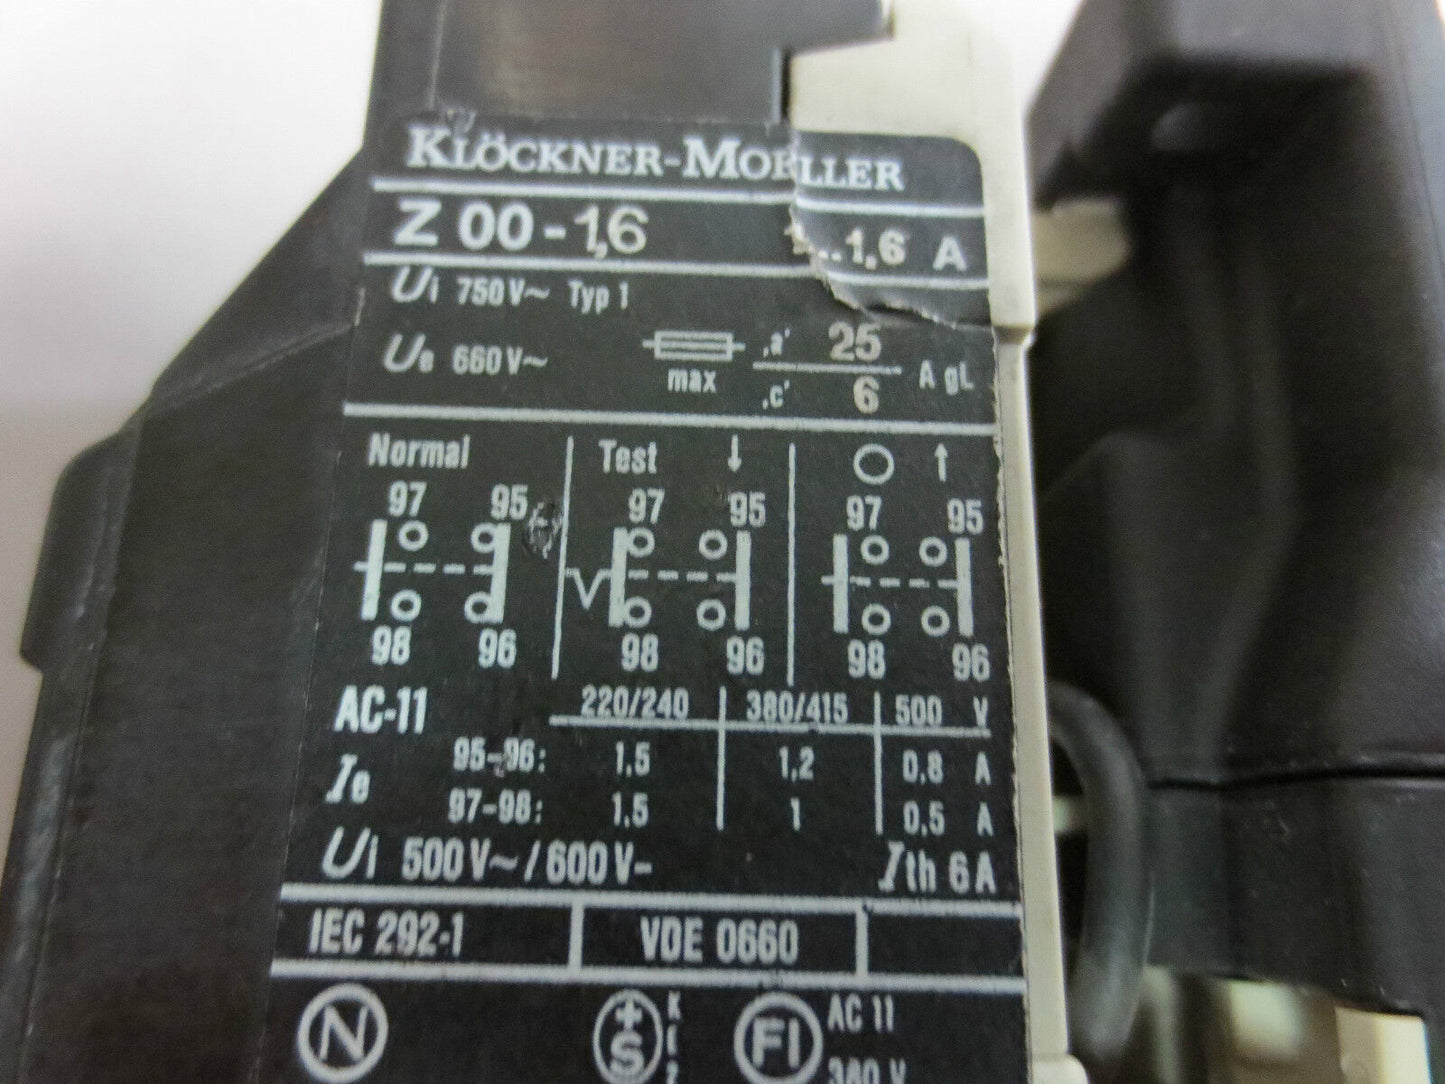 KLÖCKNER-MOELLER
Z 00-1,6 1...1,6 A
Ui 750V~ Typ 1
Ue 660V~ max „a' 25 A gL
„c' 6
Normal Test ↓ ○ ↑
97 95 97 95 97 95
98 96 98 96 98 96
AC-11 220/240 380/415 500 V
Ie 95-96: 1.5 1,2 0,8 A
97-98: 1.5 1 0.5 A
Ui 500V~/600V- Ith 6A
IEC 292-1 VDE 0660
N +S KEZ FI AC 11
380 V